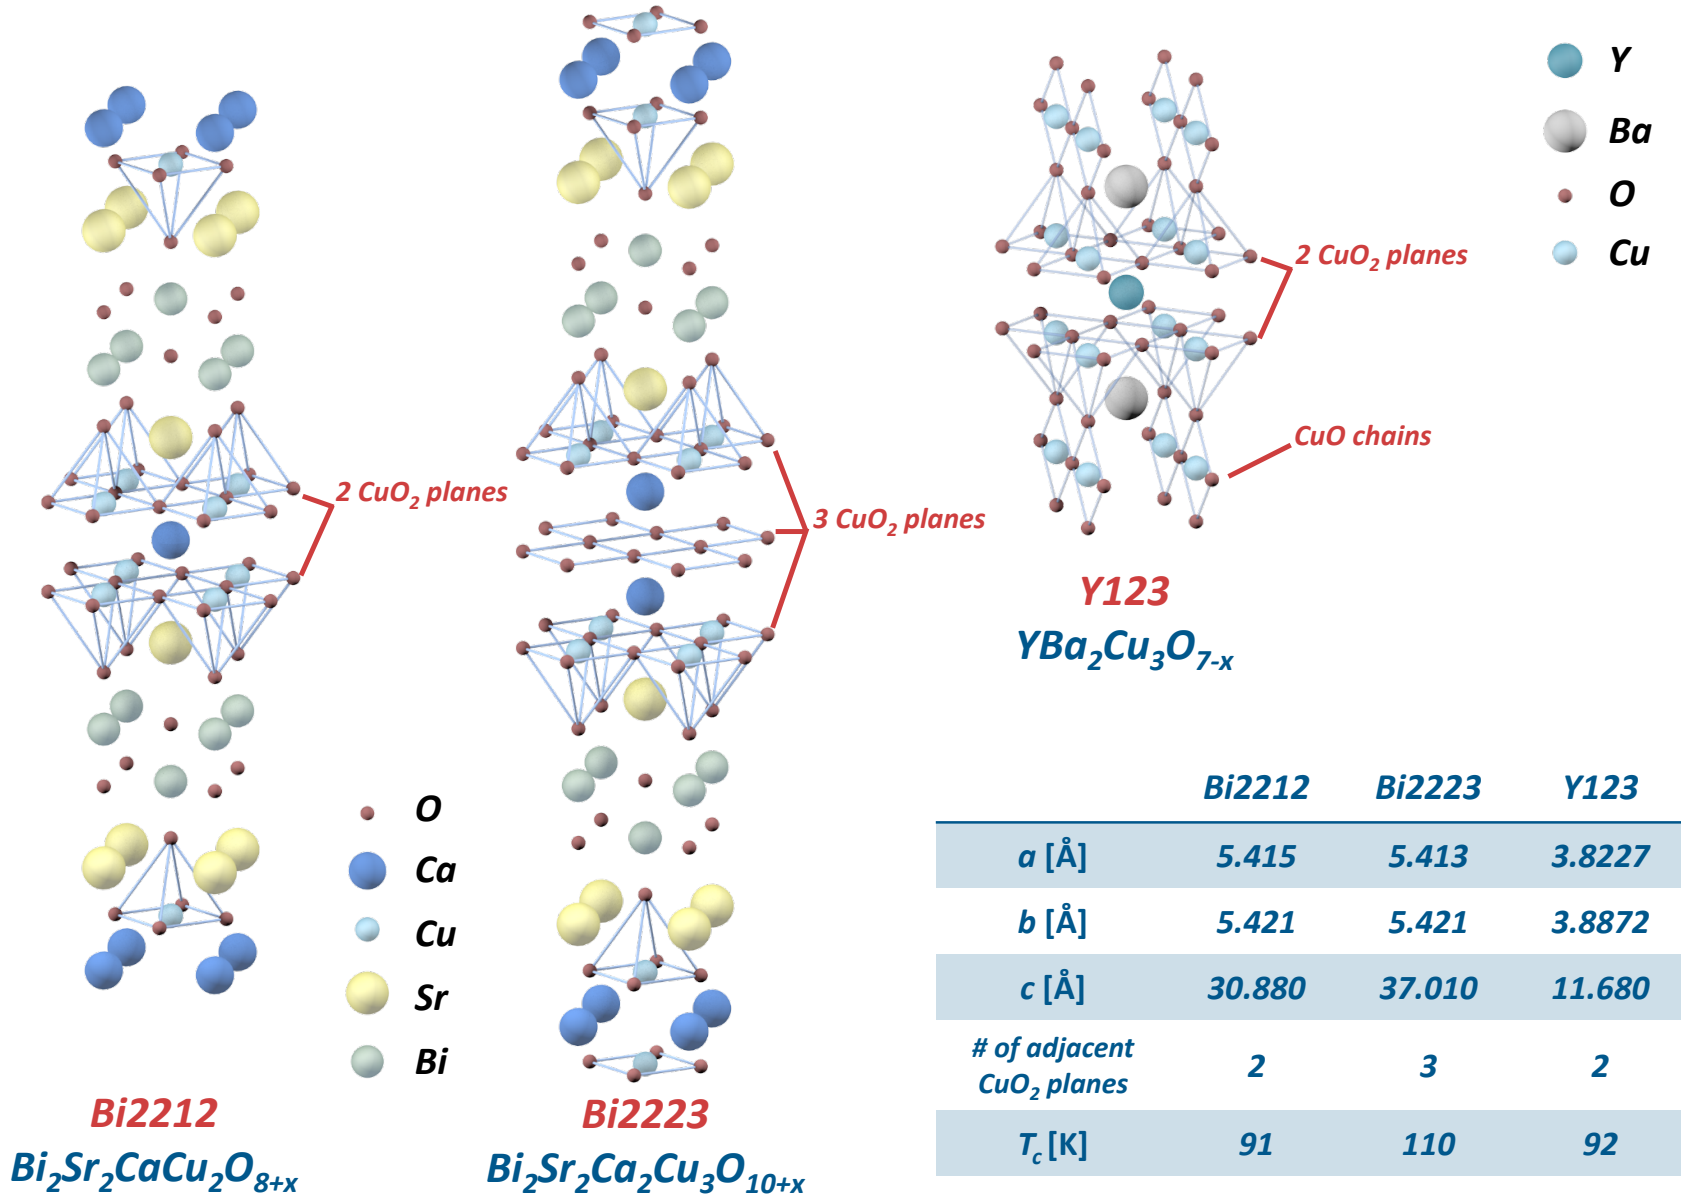 Y
Ba
O
Cu
2 CuO₂ planes
CuO chains
2 CuO₂ planes
3 CuO₂ planes
Y123
YBa₂Cu₃O₇₋ₓ
O
Ca
Cu
Sr
Bi
Bi2212
Bi₂Sr₂CaCu₂O₈₊ₓ
Bi2223
Bi₂Sr₂Ca₂Cu₃O₁₀₊ₓ
Bi2212 Bi2223 Y123
a [Å] 5.415 5.413 3.8227
b [Å] 5.421 5.421 3.8872
c [Å] 30.880 37.010 11.680
# of adjacent
CuO₂ planes 2 3 2
T_c [K] 91 110 92